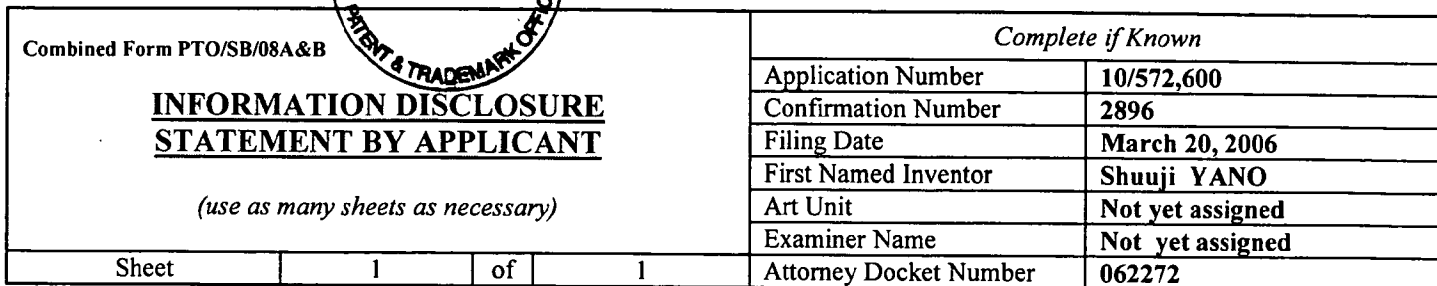 PATENT & TRADEMARK
Combined Form PTO/SB/08A&B
INFORMATION DISCLOSURE
STATEMENT BY APPLICANT
(use as many sheets as necessary)
Sheet 1 of 1
Complete if Known
Application Number 10/572,600
Confirmation Number 2896
Filing Date March 20, 2006
First Named Inventor Shuuji YANO
Art Unit Not yet assigned
Examiner Name Not yet assigned
Attorney Docket Number 062272